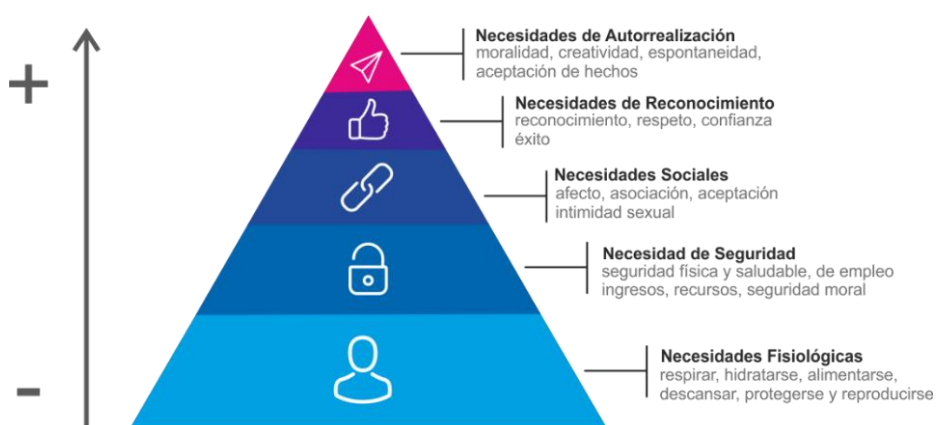 +
Necesidades de Autorrealización
moralidad, creatividad, espontaneidad,
aceptación de hechos
Necesidades de Reconocimiento
reconocimiento, respeto, confianza
éxito
Necesidades Sociales
afecto, asociación, aceptación
intimidad sexual
Necesidad de Seguridad
seguridad física y saludable, de empleo
ingresos, recursos, seguridad moral
-
Necesidades Fisiológicas
respirar, hidratarse, alimentarse,
descansar, protegerse y reproducirse